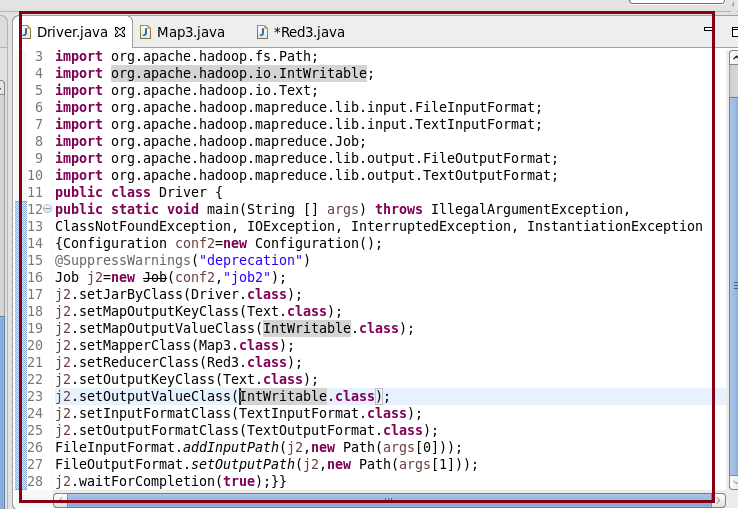 Driver.java Map3.java *Red3.java
3 import org.apache.hadoop.fs.Path;
4 import org.apache.hadoop.io.IntWritable;
5 import org.apache.hadoop.io.Text;
6 import org.apache.hadoop.mapreduce.lib.input.FileInputFormat;
7 import org.apache.hadoop.mapreduce.lib.input.TextInputFormat;
8 import org.apache.hadoop.mapreduce.Job;
9 import org.apache.hadoop.mapreduce.lib.output.FileOutputFormat;
10 import org.apache.hadoop.mapreduce.lib.output.TextOutputFormat;
11 public class Driver {
12 public static void main(String [] args) throws IllegalArgumentException,
13 ClassNotFoundException, IOException, InterruptedException, InstantiationException
14 {Configuration conf2=new Configuration();
15 @SuppressWarnings("deprecation")
16 Job j2=new Job(conf2,"job2");
17 j2.setJarByClass(Driver.class);
18 j2.setMapOutputKeyClass(Text.class);
19 j2.setMapOutputValueClass(IntWritable.class);
20 j2.setMapperClass(Map3.class);
21 j2.setReducerClass(Red3.class);
22 j2.setOutputKeyClass(Text.class);
23 j2.setOutputValueClass(IntWritable.class);
24 j2.setInputFormatClass(TextInputFormat.class);
25 j2.setOutputFormatClass(TextOutputFormat.class);
26 FileInputFormat.addInputPath(j2,new Path(args[0]));
27 FileOutputFormat.setOutputPath(j2,new Path(args[1]));
28 j2.waitForCompletion(true);}}